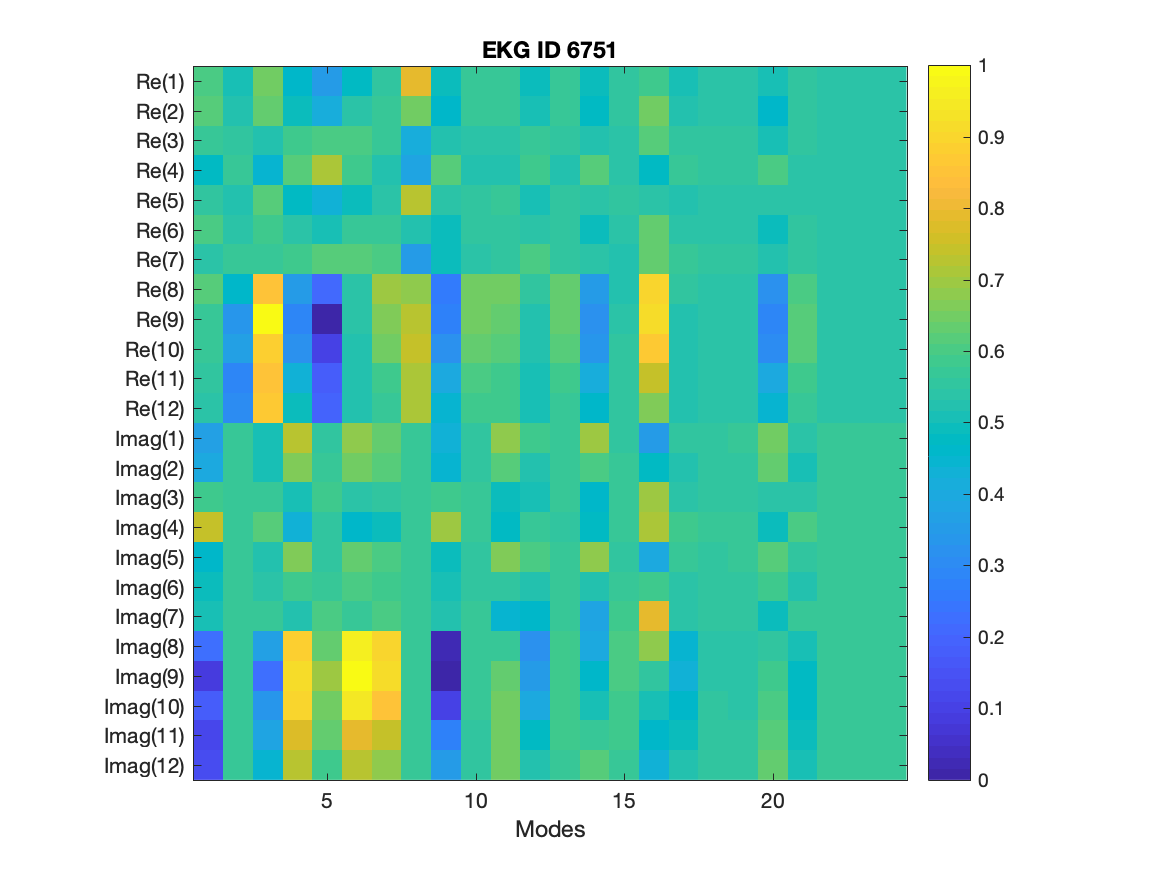 EKG ID 6751
Re(1)
Re(2)
Re(3)
Re(4)
Re(5)
Re(6)
Re(7)
Re(8)
Re(9)
Re(10)
Re(11)
Re(12)
Imag(1)
Imag(2)
Imag(3)
Imag(4)
Imag(5)
Imag(6)
Imag(7)
Imag(8)
Imag(9)
Imag(10)
Imag(11)
Imag(12)
5 10 15 20
Modes
1
0.9
0.8
0.7
0.6
0.5
0.4
0.3
0.2
0.1
0